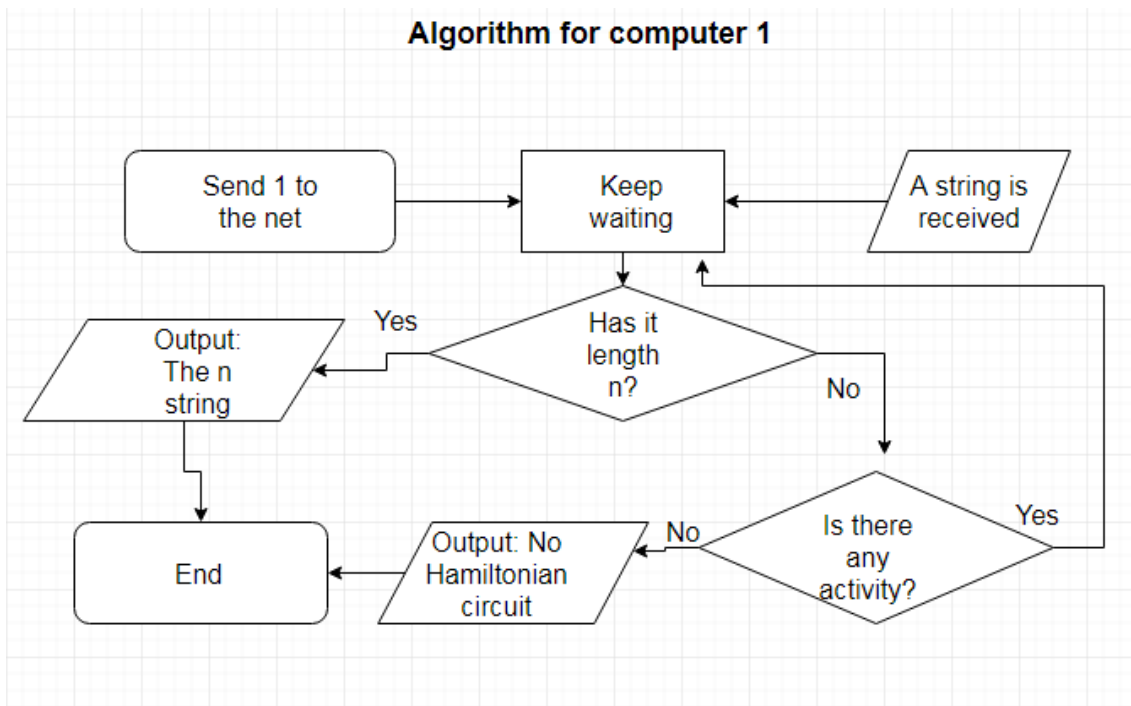 Algorithm for computer 1
Send 1 to
the net
Keep
waiting
A string is
received
Yes
Output:
The n
string
Has it
length
n?
No
End
Output: No
Hamiltonian
circuit
No
Is there
any
activity?
Yes